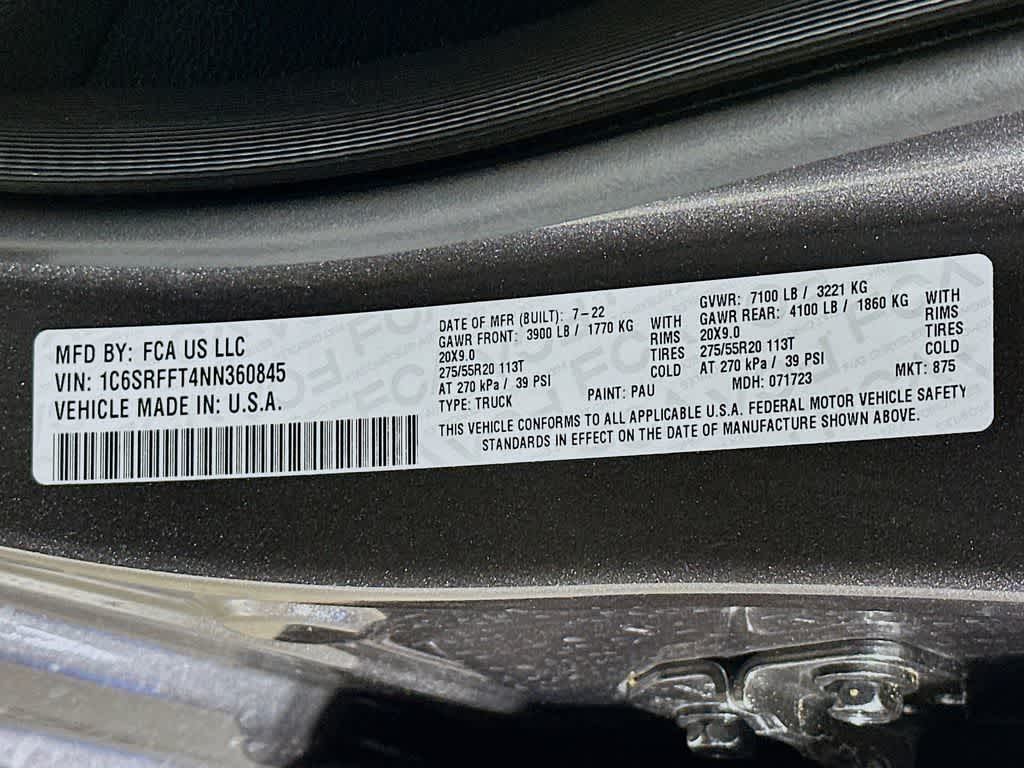 MFD BY: FCA US LLC
VIN: 1C6SRFFT4NN360845
VEHICLE MADE IN: U.S.A.
DATE OF MFR (BUILT): 7-22
GAWR FRONT: 3900 LB / 1770 KG WITH
20X9.0 RIMS
275/55R20 113T TIRES
AT 270 kPa / 39 PSI COLD
TYPE: TRUCK PAINT: PAU
GVWR: 7100 LB / 3221 KG
GAWR REAR: 4100 LB / 1860 KG WITH
20X9.0 RIMS
275/55R20 113T TIRES
AT 270 kPa / 39 PSI COLD
MDH: 071723 MKT: 875
THIS VEHICLE CONFORMS TO ALL APPLICABLE U.S.A. FEDERAL MOTOR VEHICLE SAFETY
STANDARDS IN EFFECT ON THE DATE OF MANUFACTURE SHOWN ABOVE.